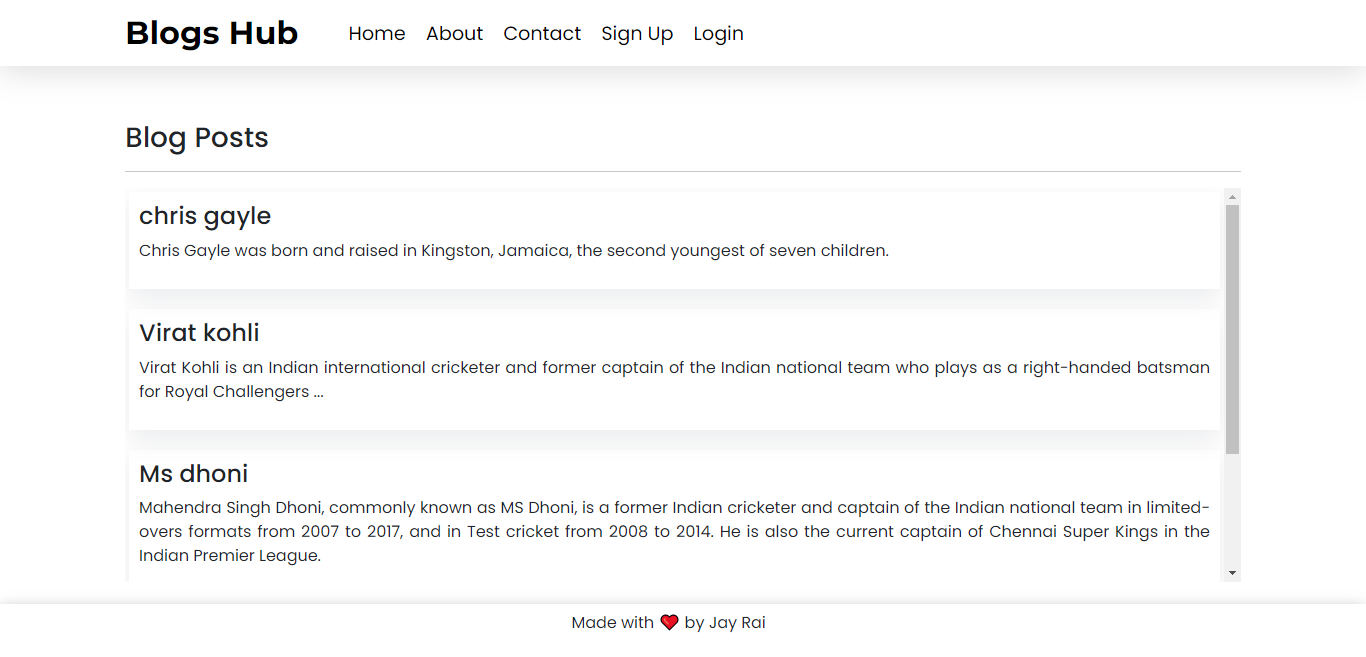 Blogs Hub Home About Contact Sign Up Login
Blog Posts
chris gayle
Chris Gayle was born and raised in Kingston, Jamaica, the second youngest of seven children.
Virat kohli
Virat Kohli is an Indian international cricketer and former captain of the Indian national team who plays as a right-handed batsman
for Royal Challengers ...
Ms dhoni
Mahendra Singh Dhoni, commonly known as MS Dhoni, is a former Indian cricketer and captain of the Indian national team in limited-
overs formats from 2007 to 2017, and in Test cricket from 2008 to 2014. He is also the current captain of Chennai Super Kings in the
Indian Premier League.
Made with ❤️ by Jay Rai